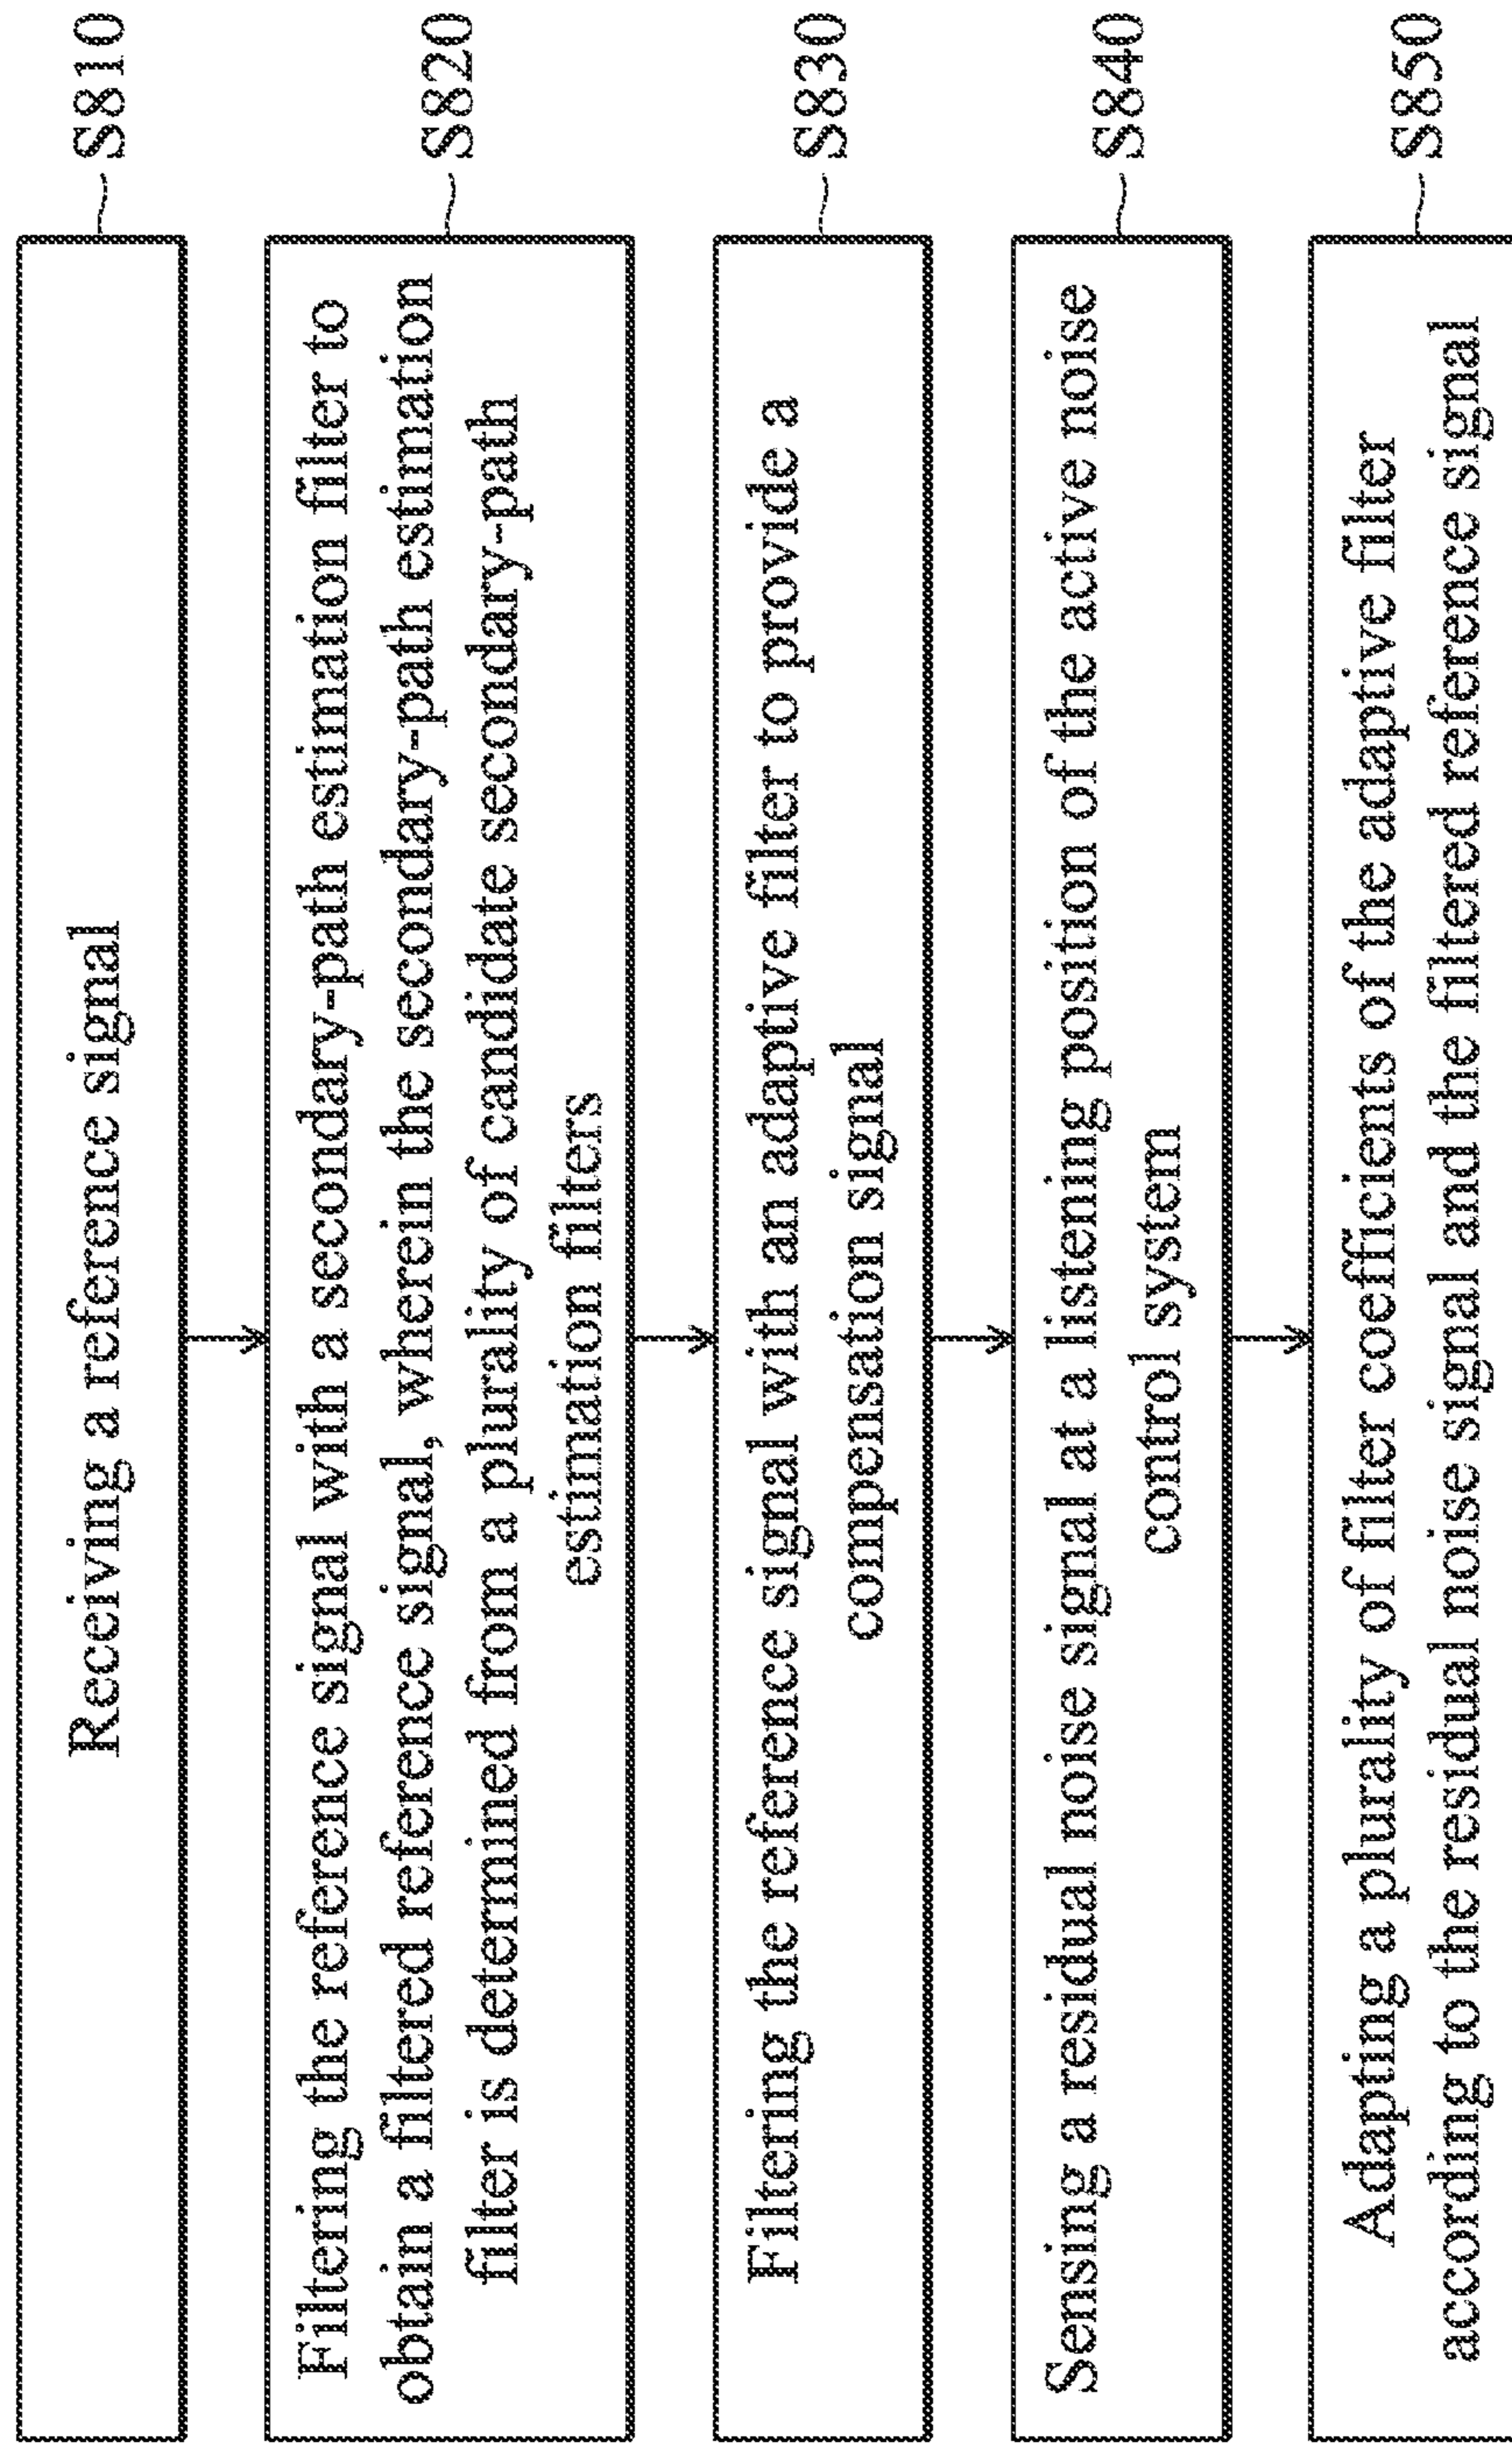 Receiving a reference signal
S810
Filtering the reference signal with a secondary-path estimation filter to
obtain a filtered reference signal, wherein the secondary-path estimation
filter is determined from a plurality of candidate secondary-path
estimation filters
S820
Filtering the reference signal with an adaptive filter to provide a
compensation signal
S830
Sensing a residual noise signal at a listening position of the active noise
control system
S840
Adapting a plurality of filter coefficients of the adaptive filter
according to the residual noise signal and the filtered reference signal
S850